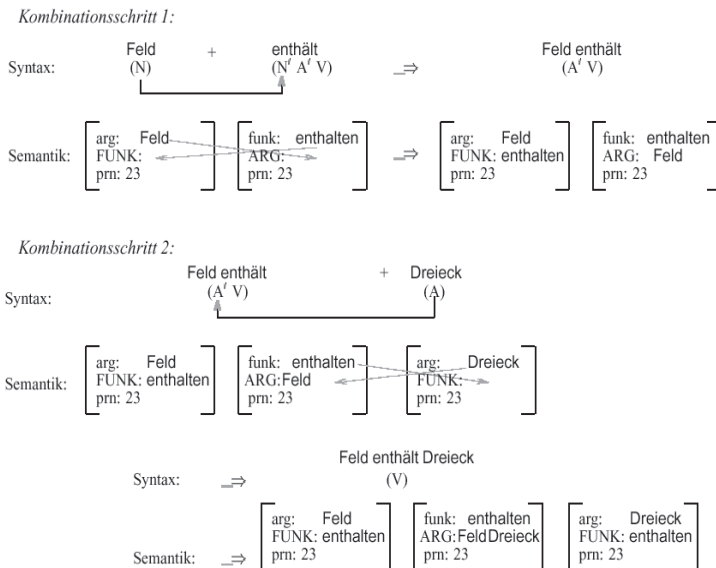 Kombinationsschritt 1:
Feld + enthält ⇒ Feld enthält
Syntax: (N) (N′ A′ V) (A′ V)
arg: Feld funk: enthalten arg: Feld funk: enthalten
Semantik: FUNK: ARG: ⇒ FUNK: enthalten ARG: Feld
prn: 23 prn: 23 prn: 23 prn: 23
Kombinationsschritt 2:
Feld enthält + Dreieck
Syntax: (A′ V) (A)
arg: Feld funk: enthalten arg: Dreieck
Semantik: FUNK: enthalten ARG:Feld FUNK:
prn: 23 prn: 23 prn: 23
Feld enthält Dreieck
Syntax: ⇒ (V)
arg: Feld funk: enthalten arg: Dreieck
FUNK: enthalten ARG:FeldDreieck FUNK: enthalten
Semantik: ⇒ prn: 23 prn: 23 prn: 23